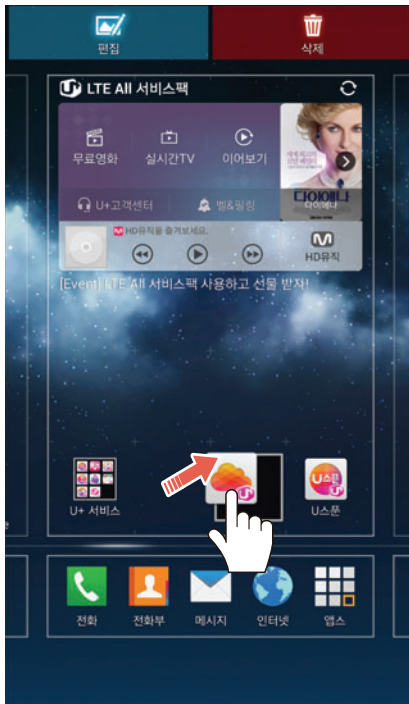 편집
삭제
LTE All 서비스팩
무료영화
실시간TV
이어보기
다이애나
U+고객센터
벨&필링
HD뮤직을 즐겨보세요.
HD뮤직
[Event] LTE All 서비스팩 사용하고 선물 받자!
U+ 서비스
U스푼
전화
전화부
메시지
인터넷
앱스